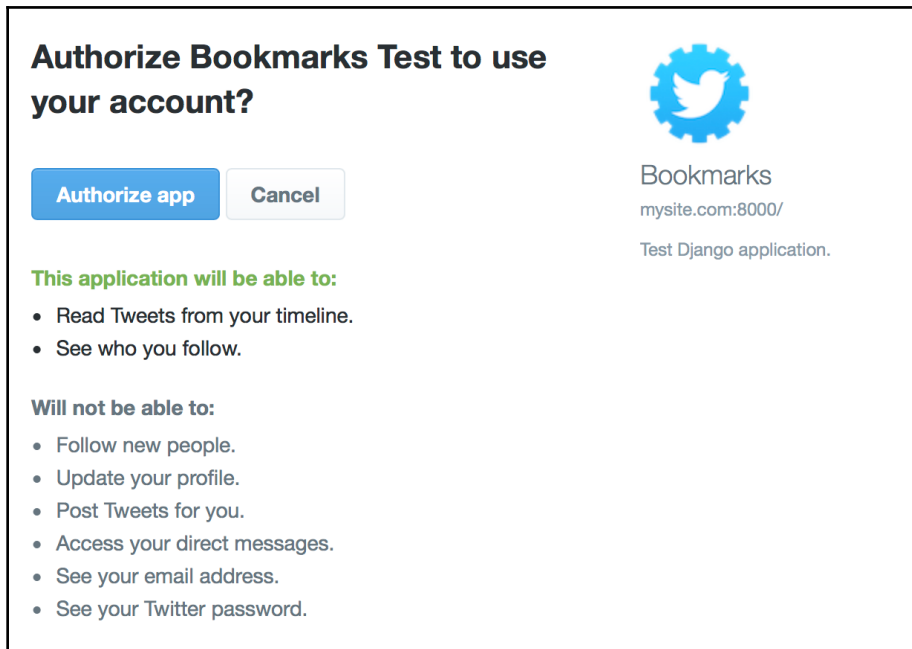 Authorize Bookmarks Test to use
your account?
Authorize app
Cancel
This application will be able to:
• Read Tweets from your timeline.
• See who you follow.
Will not be able to:
• Follow new people.
• Update your profile.
• Post Tweets for you.
• Access your direct messages.
• See your email address.
• See your Twitter password.
Bookmarks
mysite.com:8000/
Test Django application.